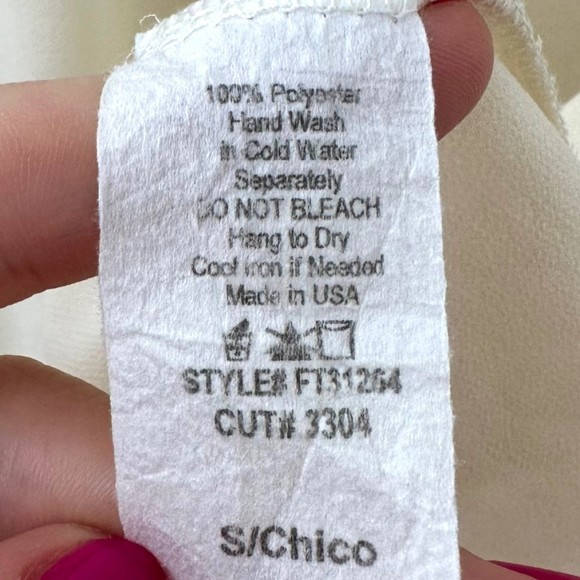 100% Polyester
Hand Wash
in Cold Water
Separately
DO NOT BLEACH
Hang to Dry
Cool Iron if Needed
Made in USA
STYLE# FT31264
CUT# 3304
S/Chico